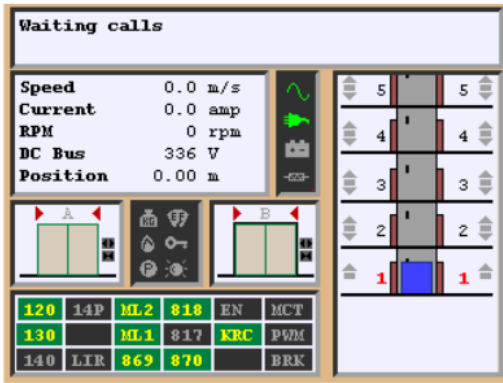 Waiting calls
Speed 0.0 m/s
Current 0.0 amp
RPM 0 rpm
DC Bus 336 V
Position 0.00 m
5 5
4 4
3 3
2 2
1 1
A
KG EF
P
B
120 14P ML2 818 EN MCT
130 ML1 817 KRC PWM
140 LIR 869 870 BRK